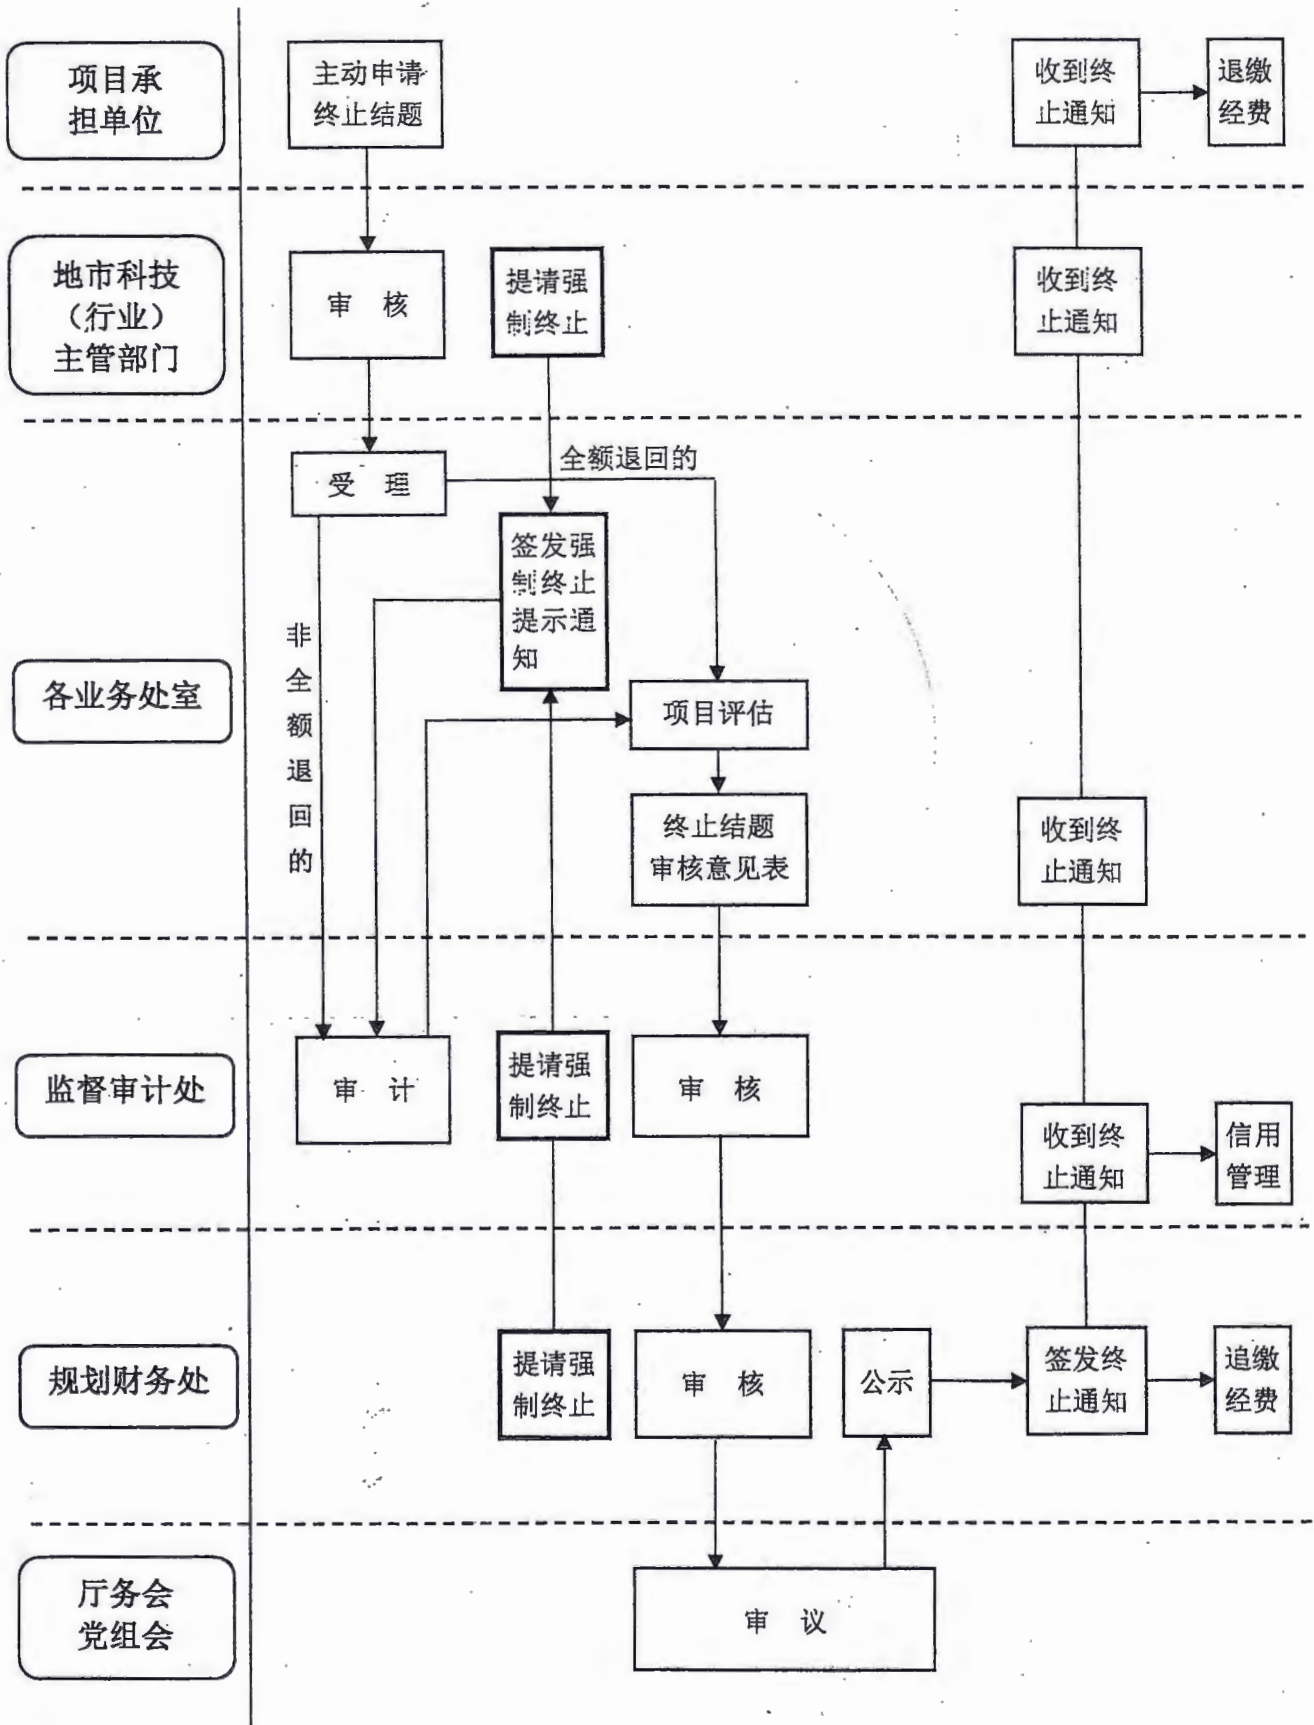 项目承
担单位
主动申请
终止结题
收到终
止通知
退缴
经费
地市科技
（行业）
主管部门
审 核
提请强
制终止
收到终
止通知
各业务处室
受 理
全额退回的
非
全
额
退
回
的
签发强
制终止
提示通
知
项目评估
终止结题
审核意见表
收到终
止通知
监督审计处
审 计
提请强
制终止
审 核
收到终
止通知
信用
管理
规划财务处
提请强
制终止
审 核
公示
签发终
止通知
追缴
经费
厅务会
党组会
审 议